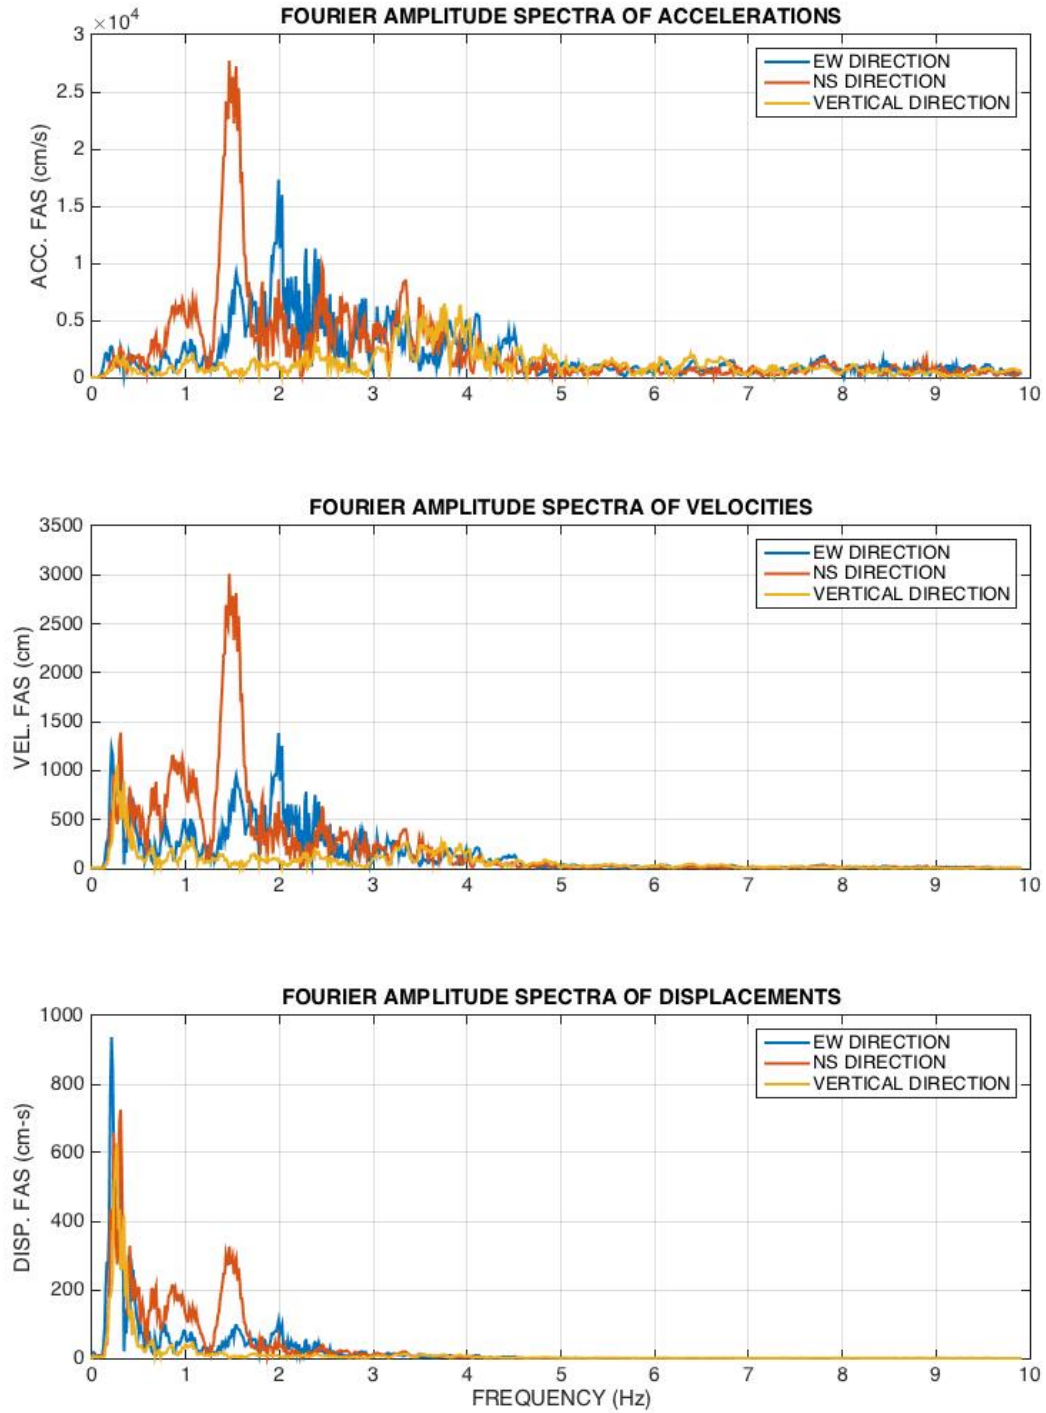 FOURIER AMPLITUDE SPECTRA OF ACCELERATIONS
×10⁴
3
2.5
2
1.5
1
0.5
0
ACC. FAS (cm/s)
EW DIRECTION
NS DIRECTION
VERTICAL DIRECTION
0 1 2 3 4 5 6 7 8 9 10
FOURIER AMPLITUDE SPECTRA OF VELOCITIES
3500
3000
2500
2000
1500
1000
500
0
VEL. FAS (cm)
EW DIRECTION
NS DIRECTION
VERTICAL DIRECTION
0 1 2 3 4 5 6 7 8 9 10
FOURIER AMPLITUDE SPECTRA OF DISPLACEMENTS
1000
800
600
400
200
0
DISP. FAS (cm-s)
EW DIRECTION
NS DIRECTION
VERTICAL DIRECTION
0 1 2 3 4 5 6 7 8 9 10
FREQUENCY (Hz)